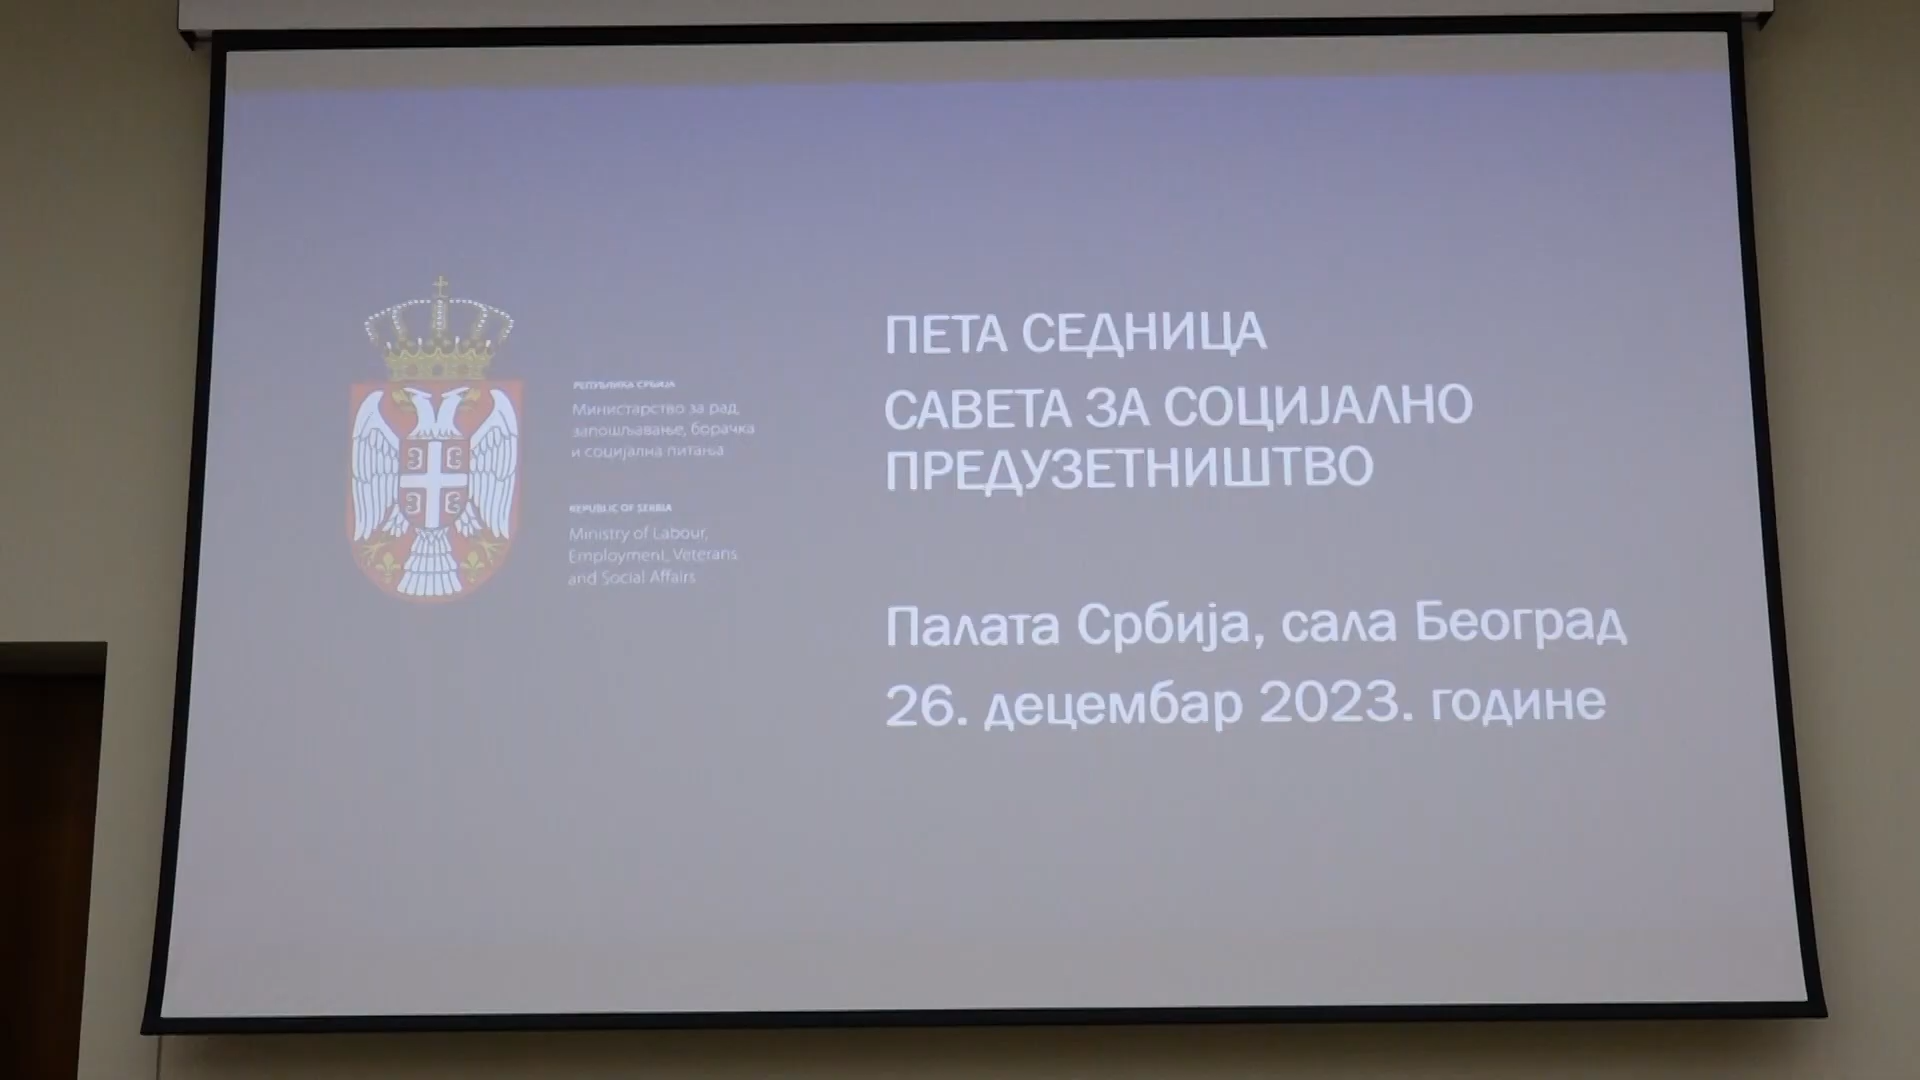 РЕПУБЛИКА СРБИЈА
Министарство за рад,
запошљавање, борачка
и социјална питања
REPUBLIC OF SERBIA
Ministry of Labour,
Employment, Veterans
and Social Affairs
ПЕТА СЕДНИЦА
САВЕТА ЗА СОЦИЈАЛНО
ПРЕДУЗЕТНИШТВО
Палата Србија, сала Београд
26. децембар 2023. године